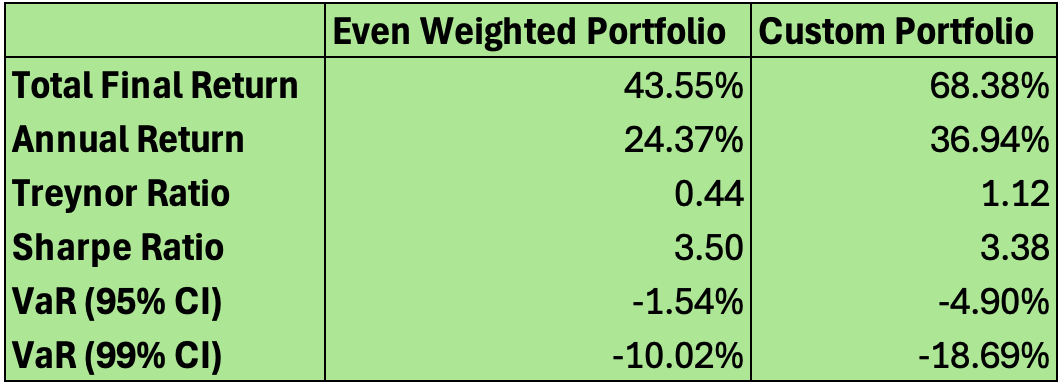 Even Weighted Portfolio Custom Portfolio
Total Final Return 43.55% 68.38%
Annual Return 24.37% 36.94%
Treynor Ratio 0.44 1.12
Sharpe Ratio 3.50 3.38
VaR (95% CI) -1.54% -4.90%
VaR (99% CI) -10.02% -18.69%